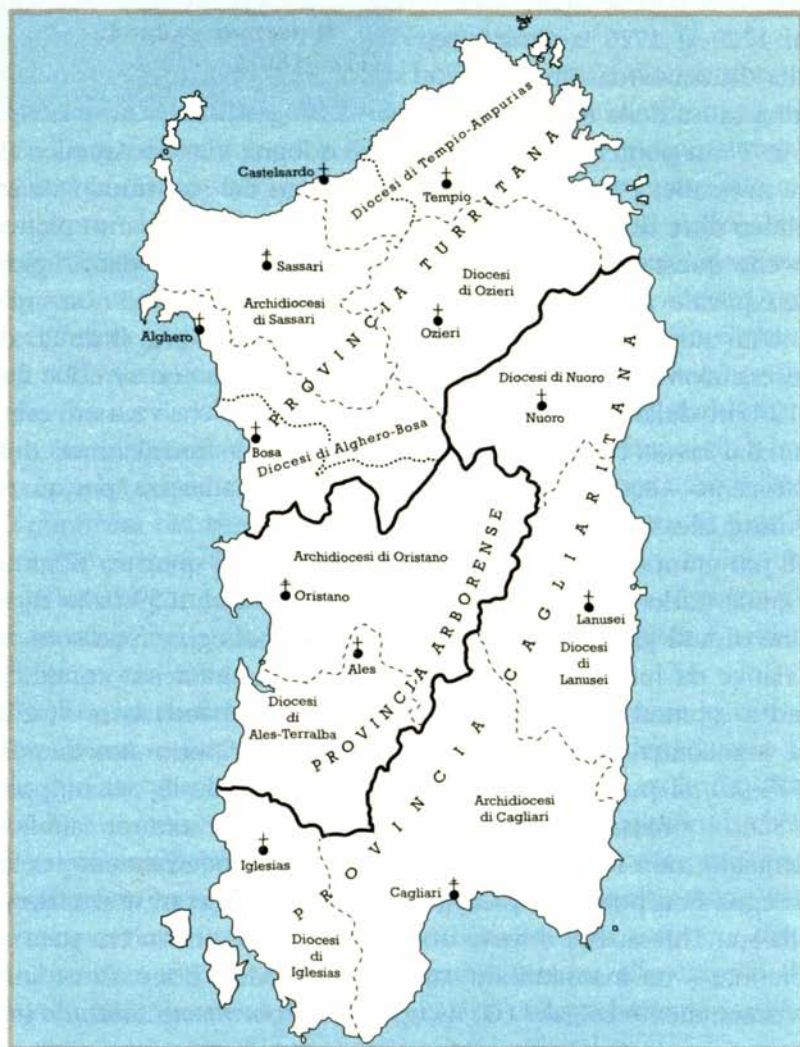 Diocesi di Tempio-Ampurias
Castelsardo
Tempio
PROVINCIA TURRITANA
Sassari
Diocesi
di Ozieri
Archidiocesi
di Sassari
Alghero
Ozieri
Diocesi di Nuoro
Nuoro
Bosa
Diocesi di Alghero-Bosa
PROVINCIA CAGLIARITANA
Archidiocesi di Oristano
Oristano
PROVINCIA ARBORENSE
Lanusei
Diocesi
di
Lanusei
Ales
Diocesi
di
Ales-Terralba
Archidiocesi
di Cagliari
Iglesias
Cagliari
Diocesi
di
Iglesias